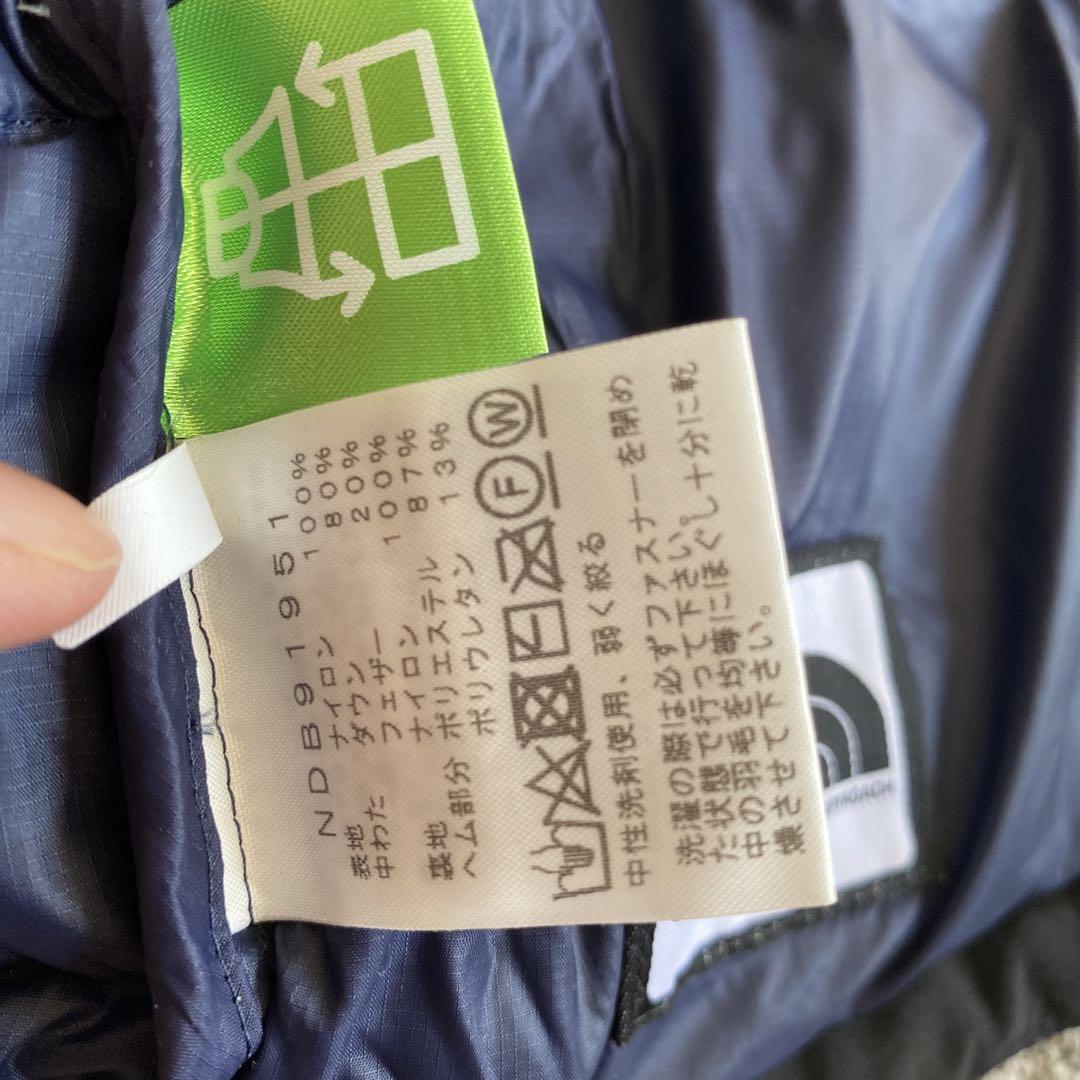 NDB91951
表地 ナイロン 100%
中わた ダウン 80%
フェザー 20%
裏地 ナイロン 100%
ヘム部分 ポリエステル 87%
ポリウレタン 13%
F W
中性洗剤使用、弱く絞る
洗濯の際は必ずファスナーを閉め
た状態で行って下さい。
中の羽毛を均等にほぐし十分に乾
燥させて下さい。